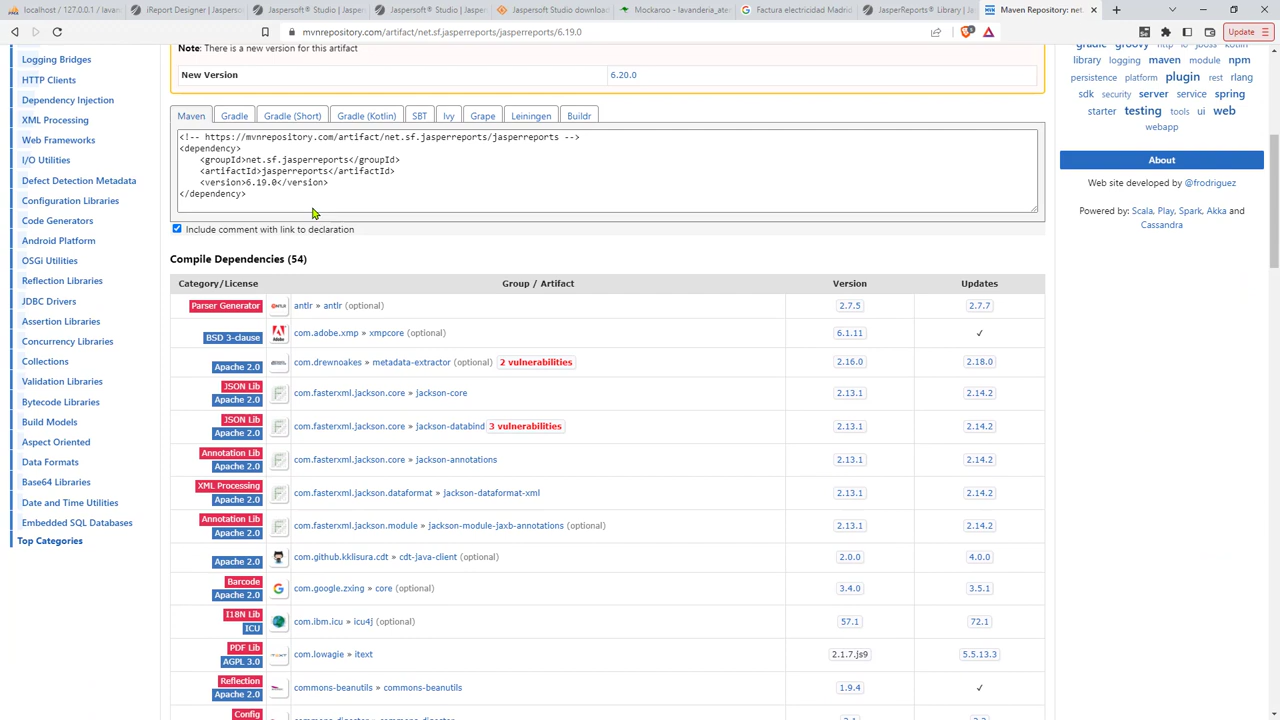 localhost / 127.0.0.1 / lavan
iReport Designer | Jaspersof
Jaspersoft® Studio | Jaspers
Jaspersoft® Studio | Jaspers
Jaspersoft Studio download
Mockaroo - lavanderia_ater
Factura electricidad Madrid
JasperReports® Library | Ja
Maven Repository: net.
mvnrepository.com/artifact/net.sf.jasperreports/jasperreports/6.19.0
Update
Logging Bridges
HTTP Clients
Dependency Injection
XML Processing
Web Frameworks
I/O Utilities
Defect Detection Metadata
Configuration Libraries
Code Generators
Android Platform
OSGi Utilities
Reflection Libraries
JDBC Drivers
Assertion Libraries
Concurrency Libraries
Collections
Validation Libraries
Bytecode Libraries
Build Models
Aspect Oriented
Data Formats
Base64 Libraries
Date and Time Utilities
Embedded SQL Databases
Top Categories
Note: There is a new version for this artifact
New Version 6.20.0
Maven Gradle Gradle (Short) Gradle (Kotlin) SBT Ivy Grape Leiningen Buildr
<!-- https://mvnrepository.com/artifact/net.sf.jasperreports/jasperreports -->
<dependency>
<groupId>net.sf.jasperreports</groupId>
<artifactId>jasperreports</artifactId>
<version>6.19.0</version>
</dependency>
Include comment with link to declaration
Compile Dependencies (54)
Category/License Group / Artifact Version Updates
Parser Generator antlr » antlr (optional) 2.7.5 2.7.7
BSD 3-clause com.adobe.xmp » xmpcore (optional) 6.1.11 ✓
Apache 2.0 com.drewnoakes » metadata-extractor (optional) 2 vulnerabilities 2.16.0 2.18.0
JSON Lib
Apache 2.0 com.fasterxml.jackson.core » jackson-core 2.13.1 2.14.2
JSON Lib
Apache 2.0 com.fasterxml.jackson.core » jackson-databind 3 vulnerabilities 2.13.1 2.14.2
Annotation Lib
Apache 2.0 com.fasterxml.jackson.core » jackson-annotations 2.13.1 2.14.2
XML Processing
Apache 2.0 com.fasterxml.jackson.dataformat » jackson-dataformat-xml 2.13.1 2.14.2
Annotation Lib
Apache 2.0 com.fasterxml.jackson.module » jackson-module-jaxb-annotations (optional) 2.13.1 2.14.2
Apache 2.0 com.github.kklisura.cdt » cdt-java-client (optional) 2.0.0 4.0.0
Barcode
Apache 2.0 com.google.zxing » core (optional) 3.4.0 3.5.1
I18N Lib
ICU com.ibm.icu » icu4j (optional) 57.1 72.1
PDF Lib
AGPL 3.0 com.lowagie » itext 2.1.7.js9 5.5.13.3
Reflection
Apache 2.0 commons-beanutils » commons-beanutils 1.9.4 ✓
Config
gradle groovy http io jboss kotlin
library logging maven module npm
persistence platform plugin rest rlang
sdk security server service spring
starter testing tools ui web
webapp
About
Web site developed by @frodriguez
Powered by: Scala, Play, Spark, Akka and
Cassandra